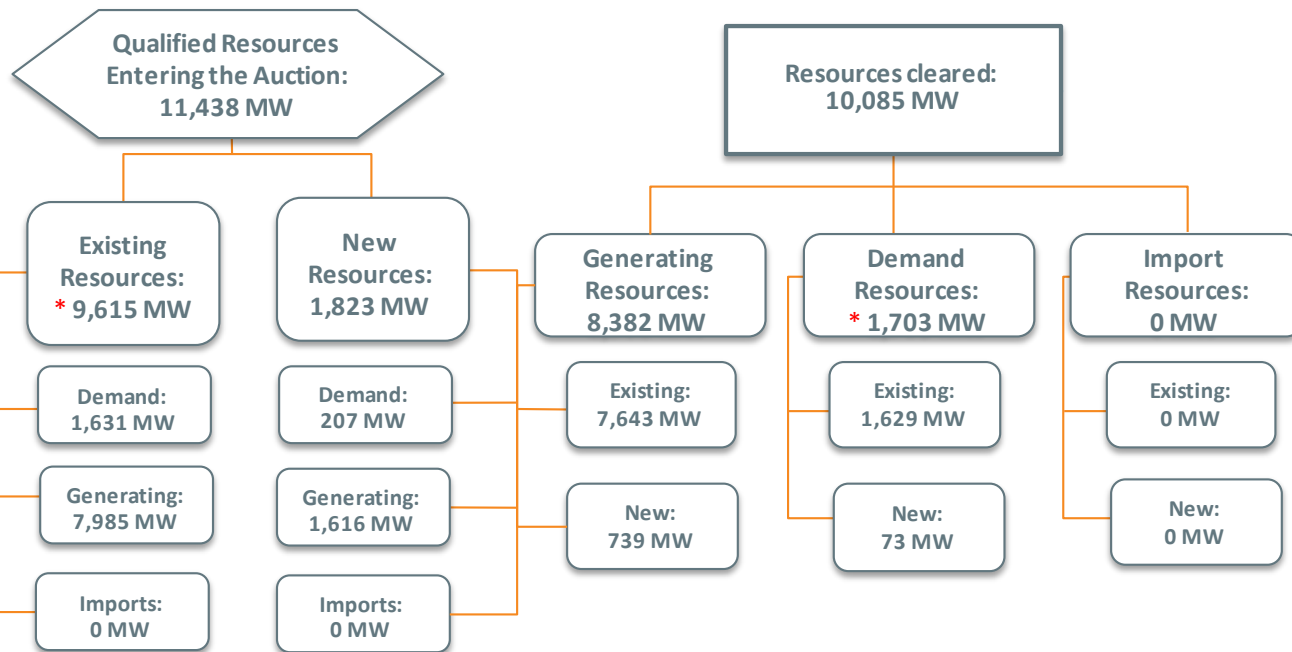 Qualified Resources
Entering the Auction:
11,438 MW
Existing
Resources:
* 9,615 MW
Demand:
1,631 MW
Generating:
7,985 MW
Imports:
0 MW
New
Resources:
1,823 MW
Demand:
207 MW
Generating:
1,616 MW
Imports:
0 MW
Resources cleared:
10,085 MW
Generating
Resources:
8,382 MW
Existing:
7,643 MW
New:
739 MW
Demand
Resources:
* 1,703 MW
Existing:
1,629 MW
New:
73 MW
Import
Resources:
0 MW
Existing:
0 MW
New:
0 MW